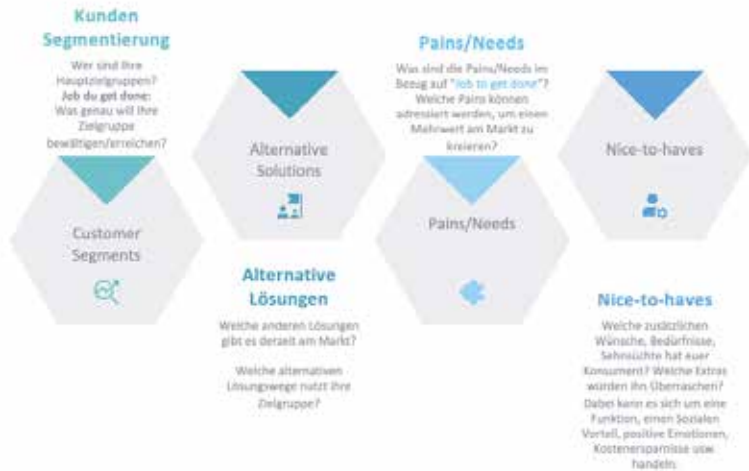 Kunden
Segmentierung
Wer sind Ihre
Hauptzielgruppen?
Job du get done:
Was genau will Ihre
Zielgruppe
bewältigen/erreichen?
Customer
Segments
Alternative
Solutions
Alternative
Lösungen
Welche anderen Lösungen
gibt es derzeit am Markt?
Welche alternativen
Lösungswege nutzt Ihre
Zielgruppe?
Pains/Needs
Was sind die Pains/Needs im
Bezug auf "Job to get done"?
Welche Pains können
adressiert werden, um einen
Mehrwert am Markt zu
kreieren?
Pains/Needs
Nice-to-haves
Nice-to-haves
Welche zusätzlichen
Wünsche, Bedürfnisse,
Sehnsüchte hat euer
Konsument? Welche Extras
würden ihn Überraschen?
Dabei kann es sich um eine
Funktion, einen Sozialen
Vorteil, positive Emotionen,
Kostenersparnisse usw
handeln.